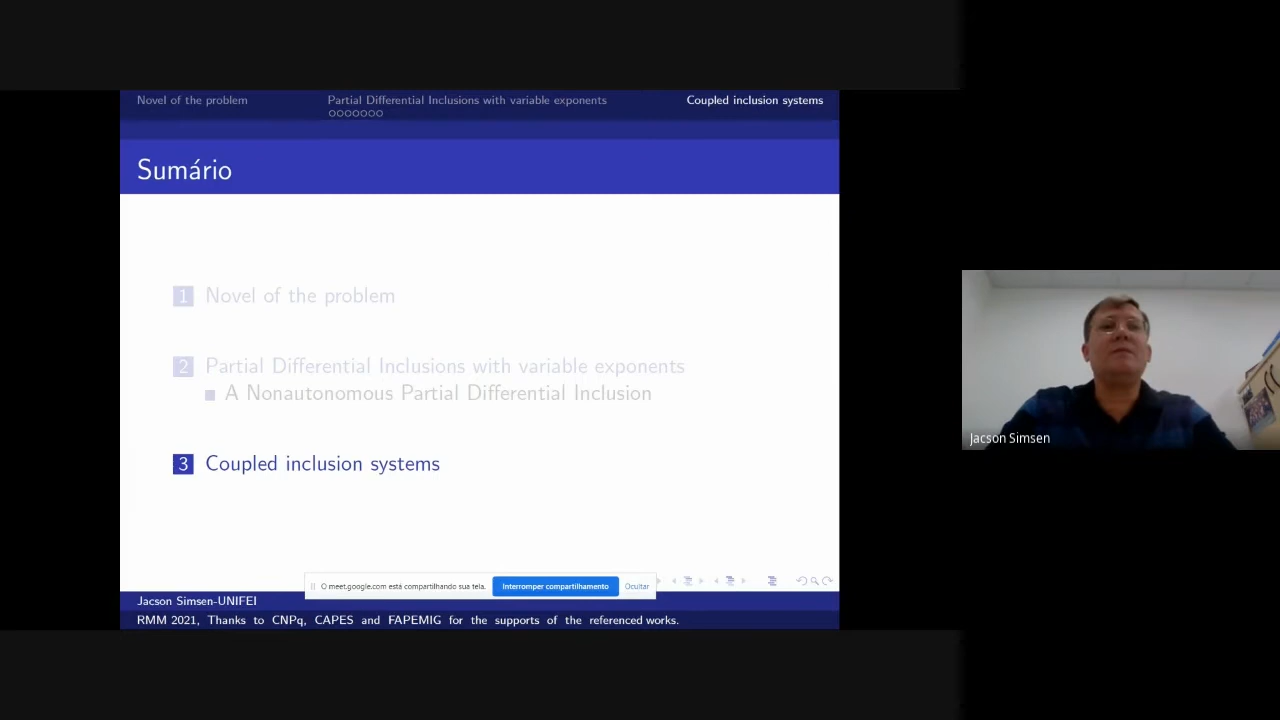 Novel of the problem
Partial Differential Inclusions with variable exponents
Coupled inclusion systems
Sumário
1 Novel of the problem
2 Partial Differential Inclusions with variable exponents
A Nonautonomous Partial Differential Inclusion
3 Coupled inclusion systems
Jacson Simsen
O meet.google.com está compartilhando sua tela. Interromper compartilhamento Ocultar
Jacson Simsen-UNIFEI
RMM 2021, Thanks to CNPq, CAPES and FAPEMIG for the supports of the referenced works.